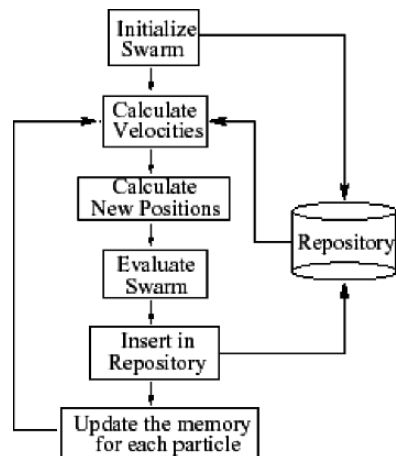 Initialize
Swarm
Calculate
Velocities
Calculate
New Positions
Repository
Evaluate
Swarm
Insert in
Repository
Update the memory
for each particle